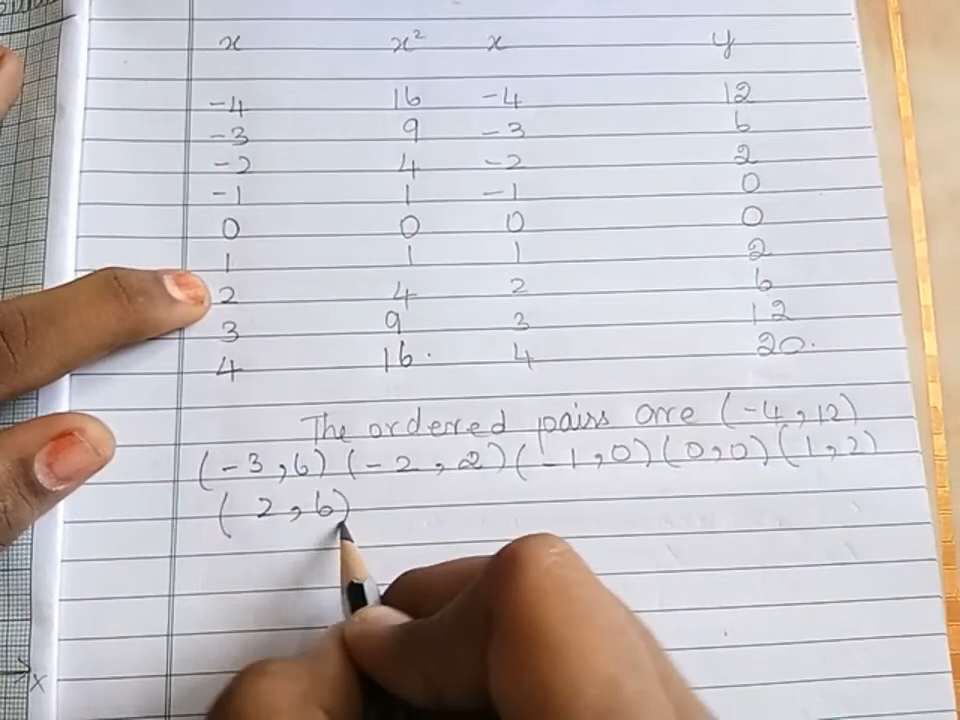 x x² x y
-4 16 -4 12
-3 9 -3 6
-2 4 -2 2
-1 1 -1 0
0 0 0 0
1 1 1 2
2 4 2 6
3 9 3 12
4 16. 4 20.
The ordered pairs are (-4,12)
(-3,6) (-2,2) (-1,0) (0,0) (1,2)
(2,6)
x